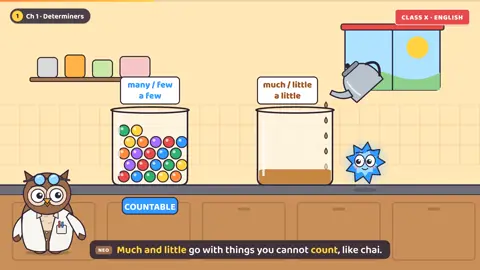 1 Ch 1 · Determiners
CLASS X · ENGLISH
many / few
a few
much / little
a little
COUNTABLE
NEO Much and little go with things you cannot count, like chai.